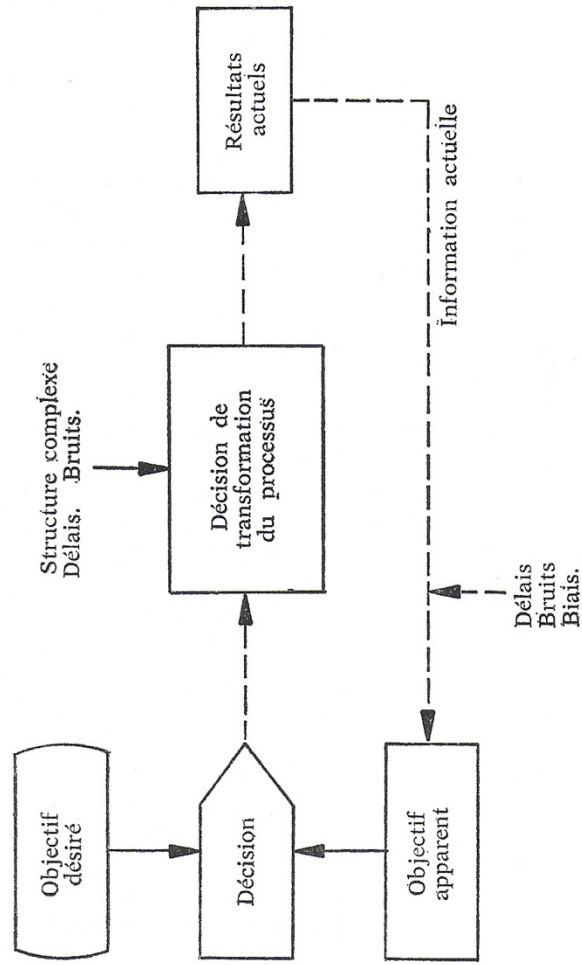 Objectif
désiré
Décision
Objectif
apparent
Structure complexe
Délais. Bruits.
Décision de
transformation
du processus
Résultats
actuels
Information actuelle
Délais
Bruits
Biais.